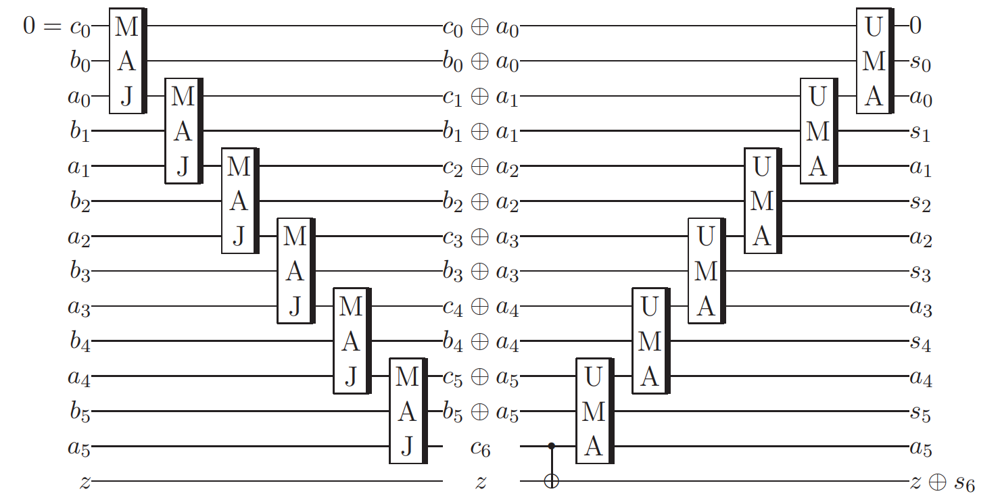 0 = c₀ M A J c₀ ⊕ a₀ U M A 0
b₀ b₀ ⊕ a₀ s₀
a₀ M A J c₁ ⊕ a₁ U M A a₀
b₁ b₁ ⊕ a₁ s₁
a₁ M A J c₂ ⊕ a₂ U M A a₁
b₂ b₂ ⊕ a₂ s₂
a₂ M A J c₃ ⊕ a₃ U M A a₂
b₃ b₃ ⊕ a₃ s₃
a₃ M A J c₄ ⊕ a₄ U M A a₃
b₄ b₄ ⊕ a₄ s₄
a₄ M A J c₅ ⊕ a₅ U M A a₄
b₅ b₅ ⊕ a₅ s₅
a₅ c₆ a₅
z z z ⊕ s₆